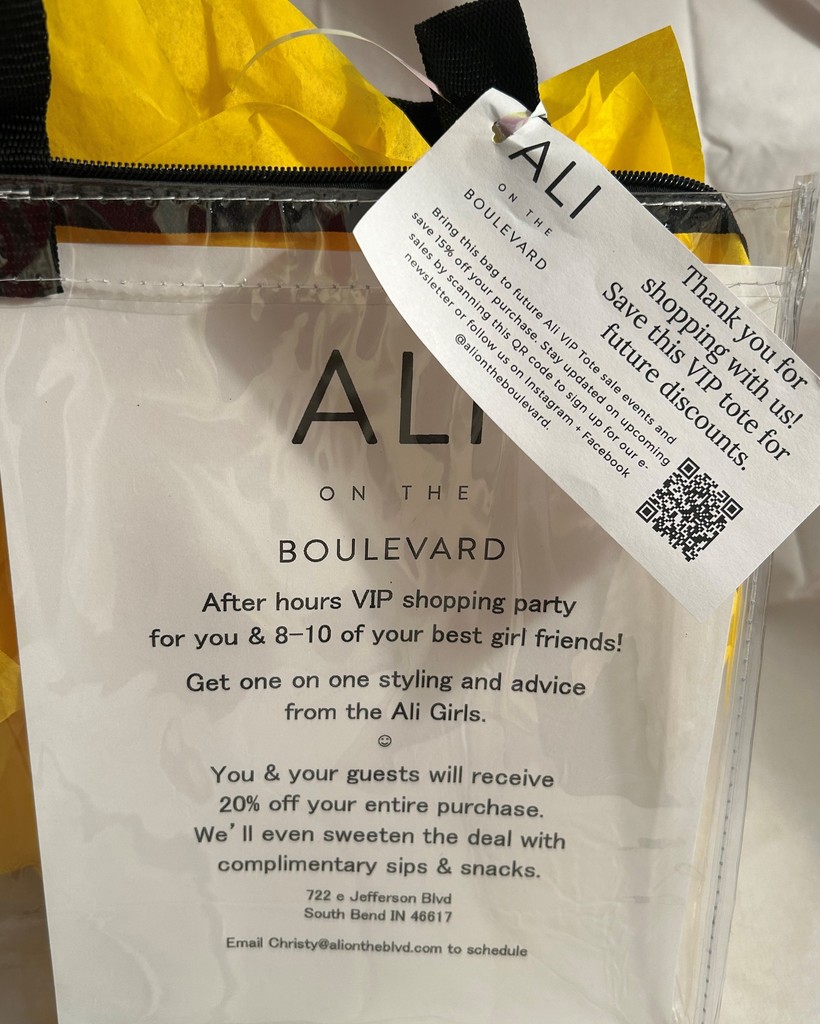 ALI
ON THE
BOULEVARD
Bring this bag to future Ali VIP Tote sale events and
save 15% off your purchase. Stay updated on upcoming
sales by scanning this QR code to sign up for our e-
newsletter or follow us on Instagram + Facebook
@aliontheboulevard.
Thank you for
shopping with us!
Save this VIP tote for
future discounts.
ALI
ON THE
BOULEVARD
After hours VIP shopping party
for you & 8-10 of your best girl friends!
Get one on one styling and advice
from the Ali Girls.
☺
You & your guests will receive
20% off your entire purchase.
We'll even sweeten the deal with
complimentary sips & snacks.
722 e Jefferson Blvd
South Bend IN 46617
Email Christy@aliontheblvd.com to schedule